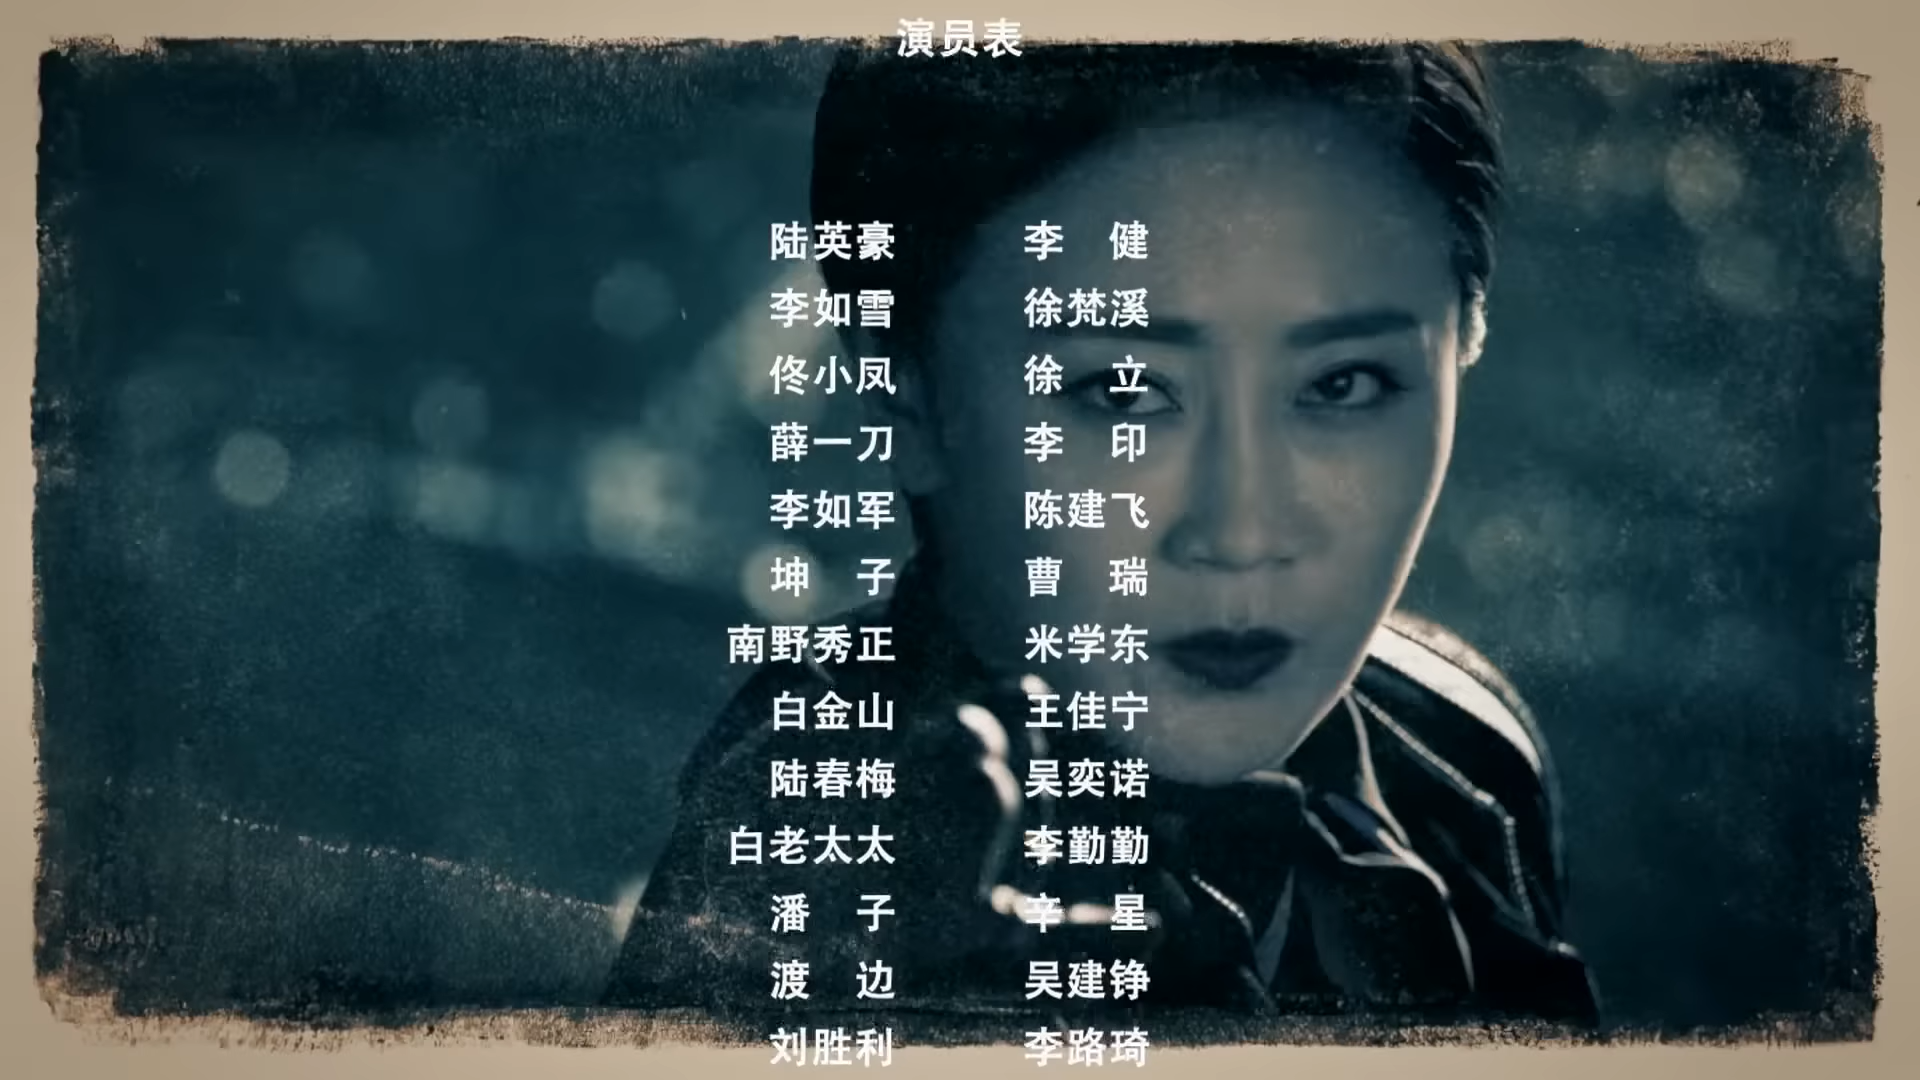 演员表
陆英豪 李健
李如雪 徐梵溪
佟小凤 徐立
薛一刀 李印
李如军 陈建飞
坤子 曹瑞
南野秀正 米学东
白金山 王佳宁
陆春梅 吴奕诺
白老太太 李勤勤
潘子 辛星
渡边 吴建铮
刘胜利 李路琦